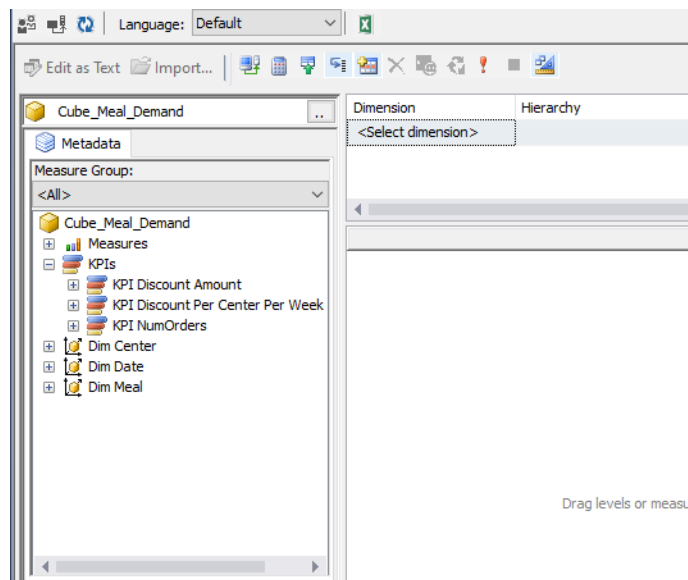 Language: Default
Edit as Text Import...
Cube_Meal_Demand ..
Metadata
Measure Group:
<All>
Cube_Meal_Demand
Measures
KPIs
KPI Discount Amount
KPI Discount Per Center Per Week
KPI NumOrders
Dim Center
Dim Date
Dim Meal
Dimension Hierarchy
<Select dimension>
Drag levels or measu